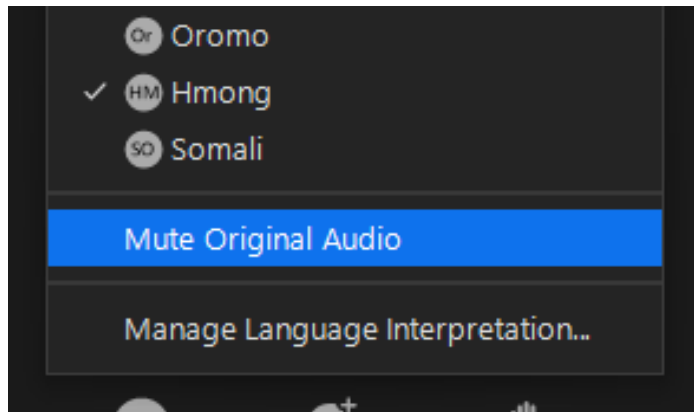 Or Oromo
HM Hmong
SO Somali
Mute Original Audio
Manage Language Interpretation...